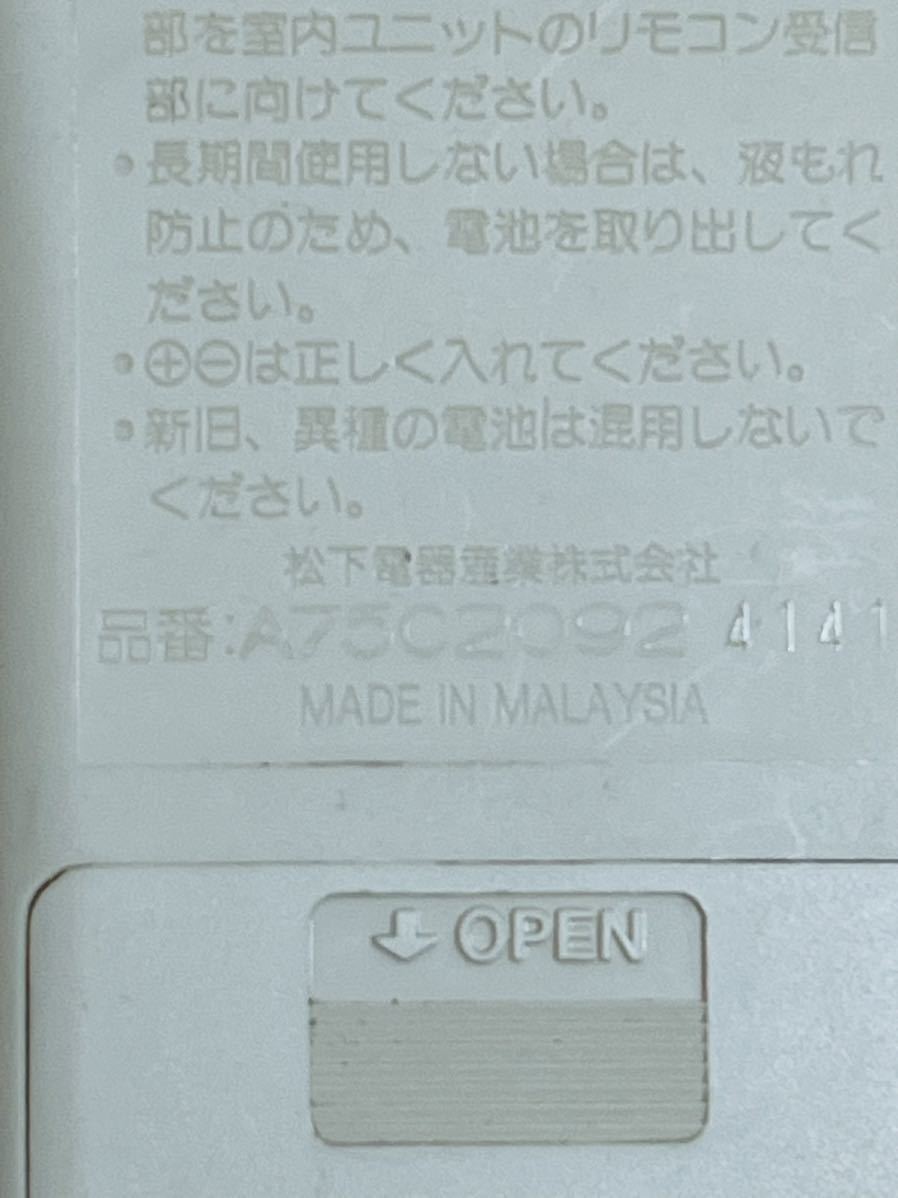 部を室内ユニットのリモコン受信
部に向けてください。
•長期間使用しない場合は、液もれ
防止のため、電池を取り出してく
ださい。
•⊕⊖は正しく入れてください。
•新旧、異種の電池は混用しないで
ください。
松下電器産業株式会社
品番:A75C2092 4141
MADE IN MALAYSIA
↓ OPEN